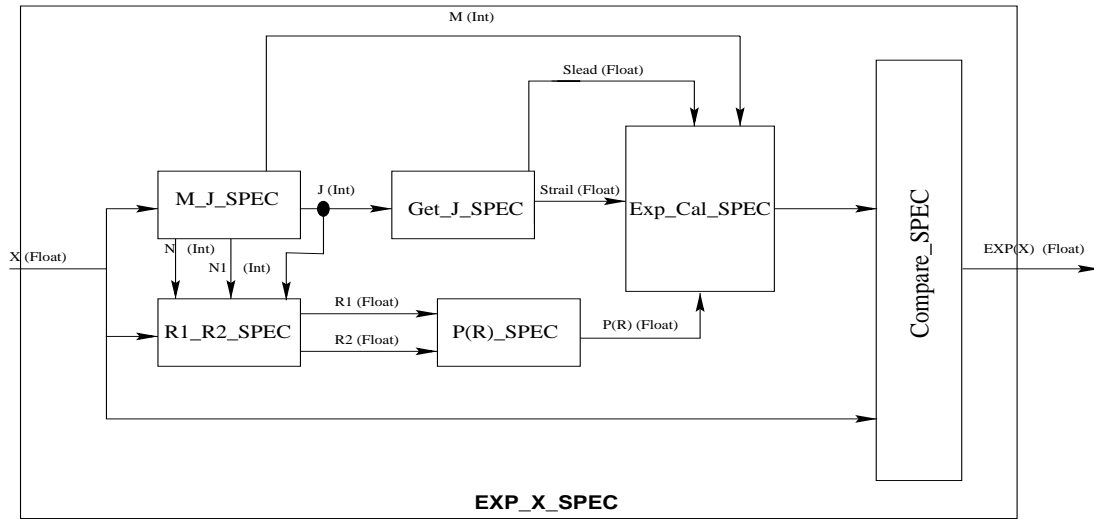 M (Int)
Slead (Float)
M_J_SPEC
J (Int)
Get_J_SPEC
Strail (Float)
Exp_Cal_SPEC
Compare_SPEC
N (Int)
N1 (Int)
X (Float)
EXP(X) (Float)
R1_R2_SPEC
R1 (Float)
R2 (Float)
P(R)_SPEC
P(R) (Float)
EXP_X_SPEC